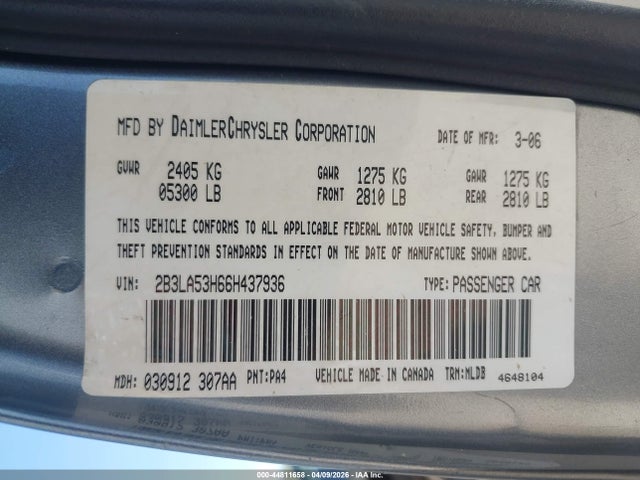 MFD BY DAIMLERCHRYSLER CORPORATION DATE OF MFR: 3-06
GVWR 2405 KG GAWR 1275 KG GAWR 1275 KG
05300 LB FRONT 2810 LB REAR 2810 LB
THIS VEHICLE CONFORMS TO ALL APPLICABLE FEDERAL MOTOR VEHICLE SAFETY, BUMPER AND
THEFT PREVENTION STANDARDS IN EFFECT ON THE DATE OF MANUFACTURE SHOWN ABOVE.
VIN: 2B3LA53H66H437936 TYPE: PASSENGER CAR
MDH: 030912 307AA PNT: PA4 VEHICLE MADE IN CANADA TRM: MLDB 4648104
000-44811658 - 04/09/2026 - IAA Inc.